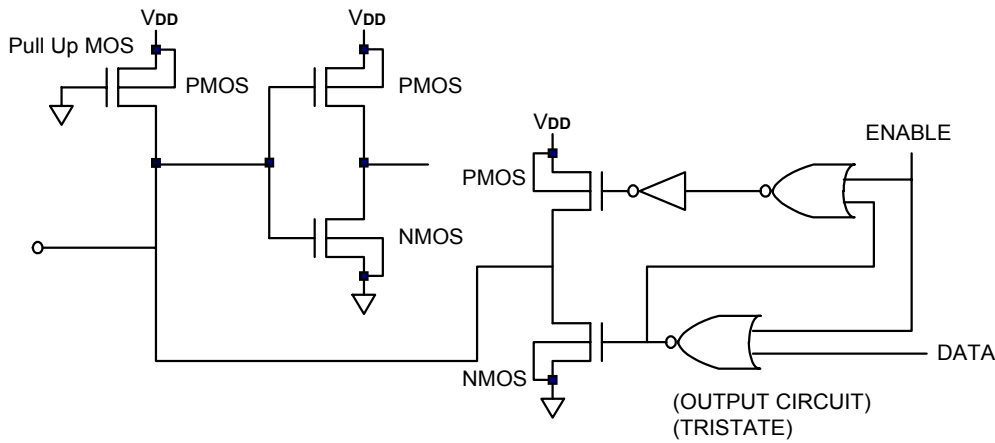 VDD
VDD
Pull Up MOS
PMOS
PMOS
VDD
ENABLE
PMOS
NMOS
DATA
NMOS
(OUTPUT CIRCUIT)
(TRISTATE)